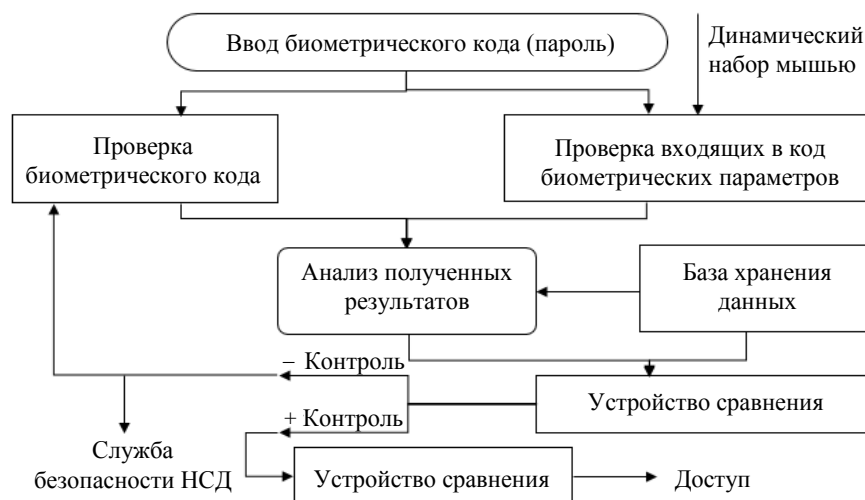 Ввод биометрического кода (пароль)
Динамический
набор мышью
Проверка
биометрического кода
Проверка входящих в код
биометрических параметров
Анализ полученных
результатов
База хранения
данных
– Контроль
+ Контроль
Устройство сравнения
Служба
безопасности НСД
Устройство сравнения
Доступ